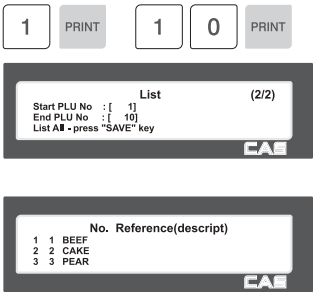 1 PRINT 1 0 PRINT
List (2/2)
Start PLU No : [ 1]
End PLU No : [ 10]
List All - press "SAVE" key
CAS
No. Reference(descript)
1 1 BEEF
2 2 CAKE
3 3 PEAR
CAS